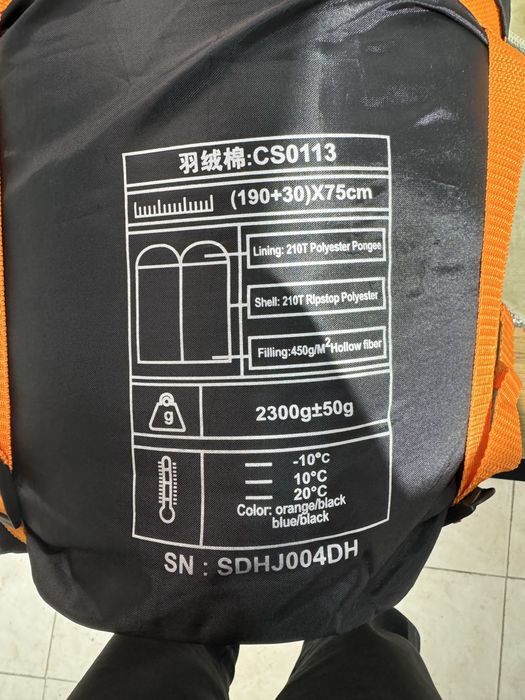 羽绒棉:CS0113
(190+30)X75cm
Lining: 210T Polyester Pongee
Shell: 210T Ripstop Polyester
Filling:450g/M²Hollow fiber
g
2300g±50g
-10°C
10°C
20°C
Color: orange/black
blue/black
SN : SDHJ004DH